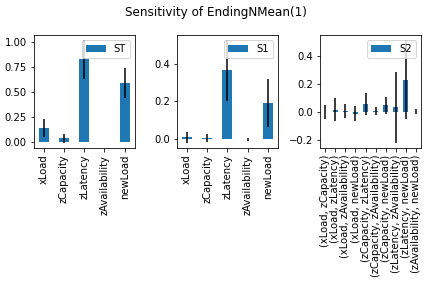 Sensitivity of EndingNMean(1)
1.00
0.75
0.50
0.25
0.00
ST
xLoad
zCapacity
zLatency
zAvailability
newLoad
0.4
0.2
0.0
S1
xLoad
zCapacity
zLatency
zAvailability
newLoad
0.4
0.2
0.0
−0.2
S2
(xLoad, zCapacity)
(xLoad, zLatency)
(xLoad, zAvailability)
(xLoad, newLoad)
(zCapacity, zLatency)
(zCapacity, zAvailability)
(zCapacity, newLoad)
(zLatency, zAvailability)
(zLatency, newLoad)
(zAvailability, newLoad)